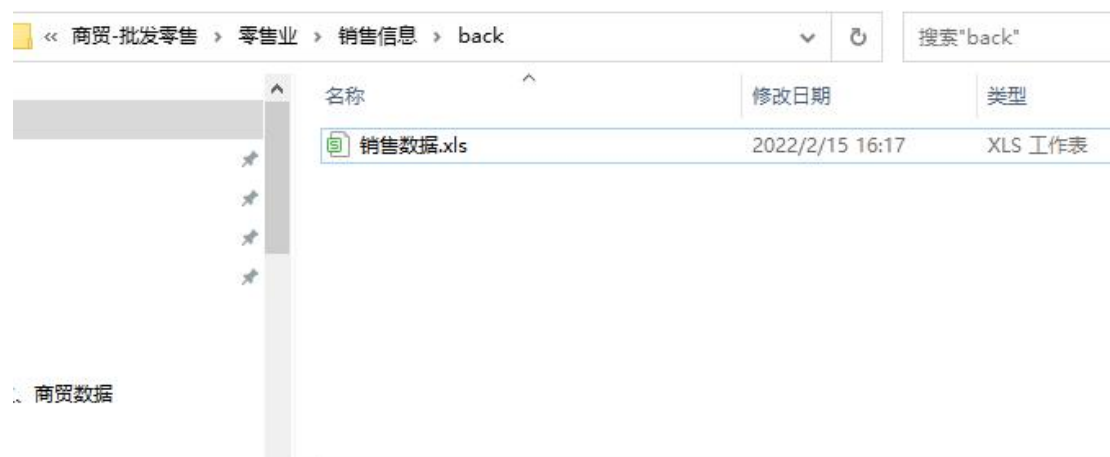 « 商贸-批发零售 › 零售业 › 销售信息 › back
搜索"back"
名称 修改日期 类型
销售数据.xls 2022/2/15 16:17 XLS 工作表
、商贸数据